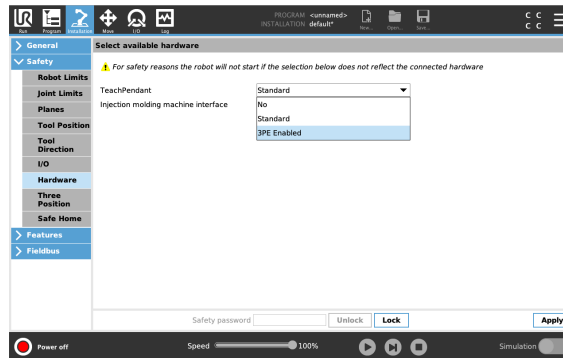 UR
PROGRAM <unnamed>
INSTALLATION default*
C C
C C
Run Program Installation Move I/O Log New... Open... Save...
General
Select available hardware
Safety
For safety reasons the robot will not start if the selection below does not reflect the connected hardware
Robot Limits
Joint Limits
TeachPendant Standard
Planes
Injection molding machine interface No
Standard
3PE Enabled
Tool Position
Tool
Direction
I/O
Hardware
Three
Position
Safe Home
Features
Fieldbus
Safety password Unlock Lock Apply
Power off Speed 100% Simulation